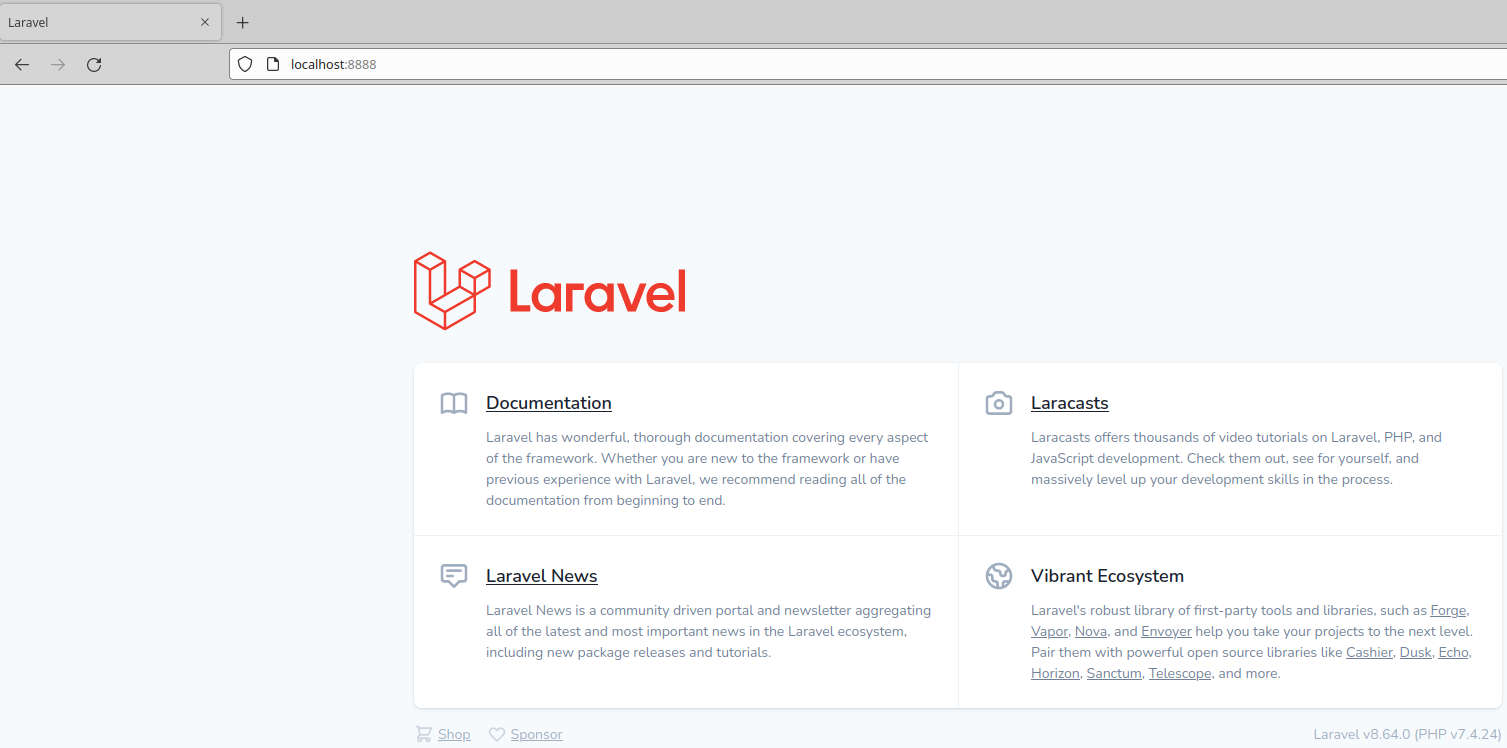 Laravel
localhost:8888
Laravel
Documentation
Laravel has wonderful, thorough documentation covering every aspect
of the framework. Whether you are new to the framework or have
previous experience with Laravel, we recommend reading all of the
documentation from beginning to end.
Laracasts
Laracasts offers thousands of video tutorials on Laravel, PHP, and
JavaScript development. Check them out, see for yourself, and
massively level up your development skills in the process.
Laravel News
Laravel News is a community driven portal and newsletter aggregating
all of the latest and most important news in the Laravel ecosystem,
including new package releases and tutorials.
Vibrant Ecosystem
Laravel's robust library of first-party tools and libraries, such as Forge,
Vapor, Nova, and Envoyer help you take your projects to the next level.
Pair them with powerful open source libraries like Cashier, Dusk, Echo,
Horizon, Sanctum, Telescope, and more.
Shop Sponsor
Laravel v8.64.0 (PHP v7.4.24)